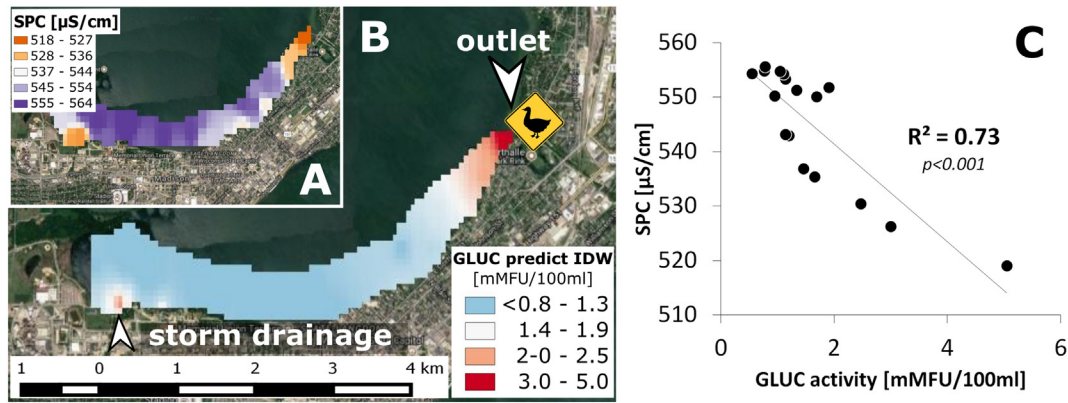 SPC [µS/cm]
518 - 527
528 - 536
537 - 544
545 - 554
555 - 564
A
B
outlet
storm drainage
GLUC predict IDW
[mMFU/100ml]
<0.8 - 1.3
1.4 - 1.9
2-0 - 2.5
3.0 - 5.0
1 0 1 2 3 4 km
C
560
550
540
530
520
510
SPC [µS/cm]
R² = 0.73
p<0.001
0 2 4 6
GLUC activity [mMFU/100ml]